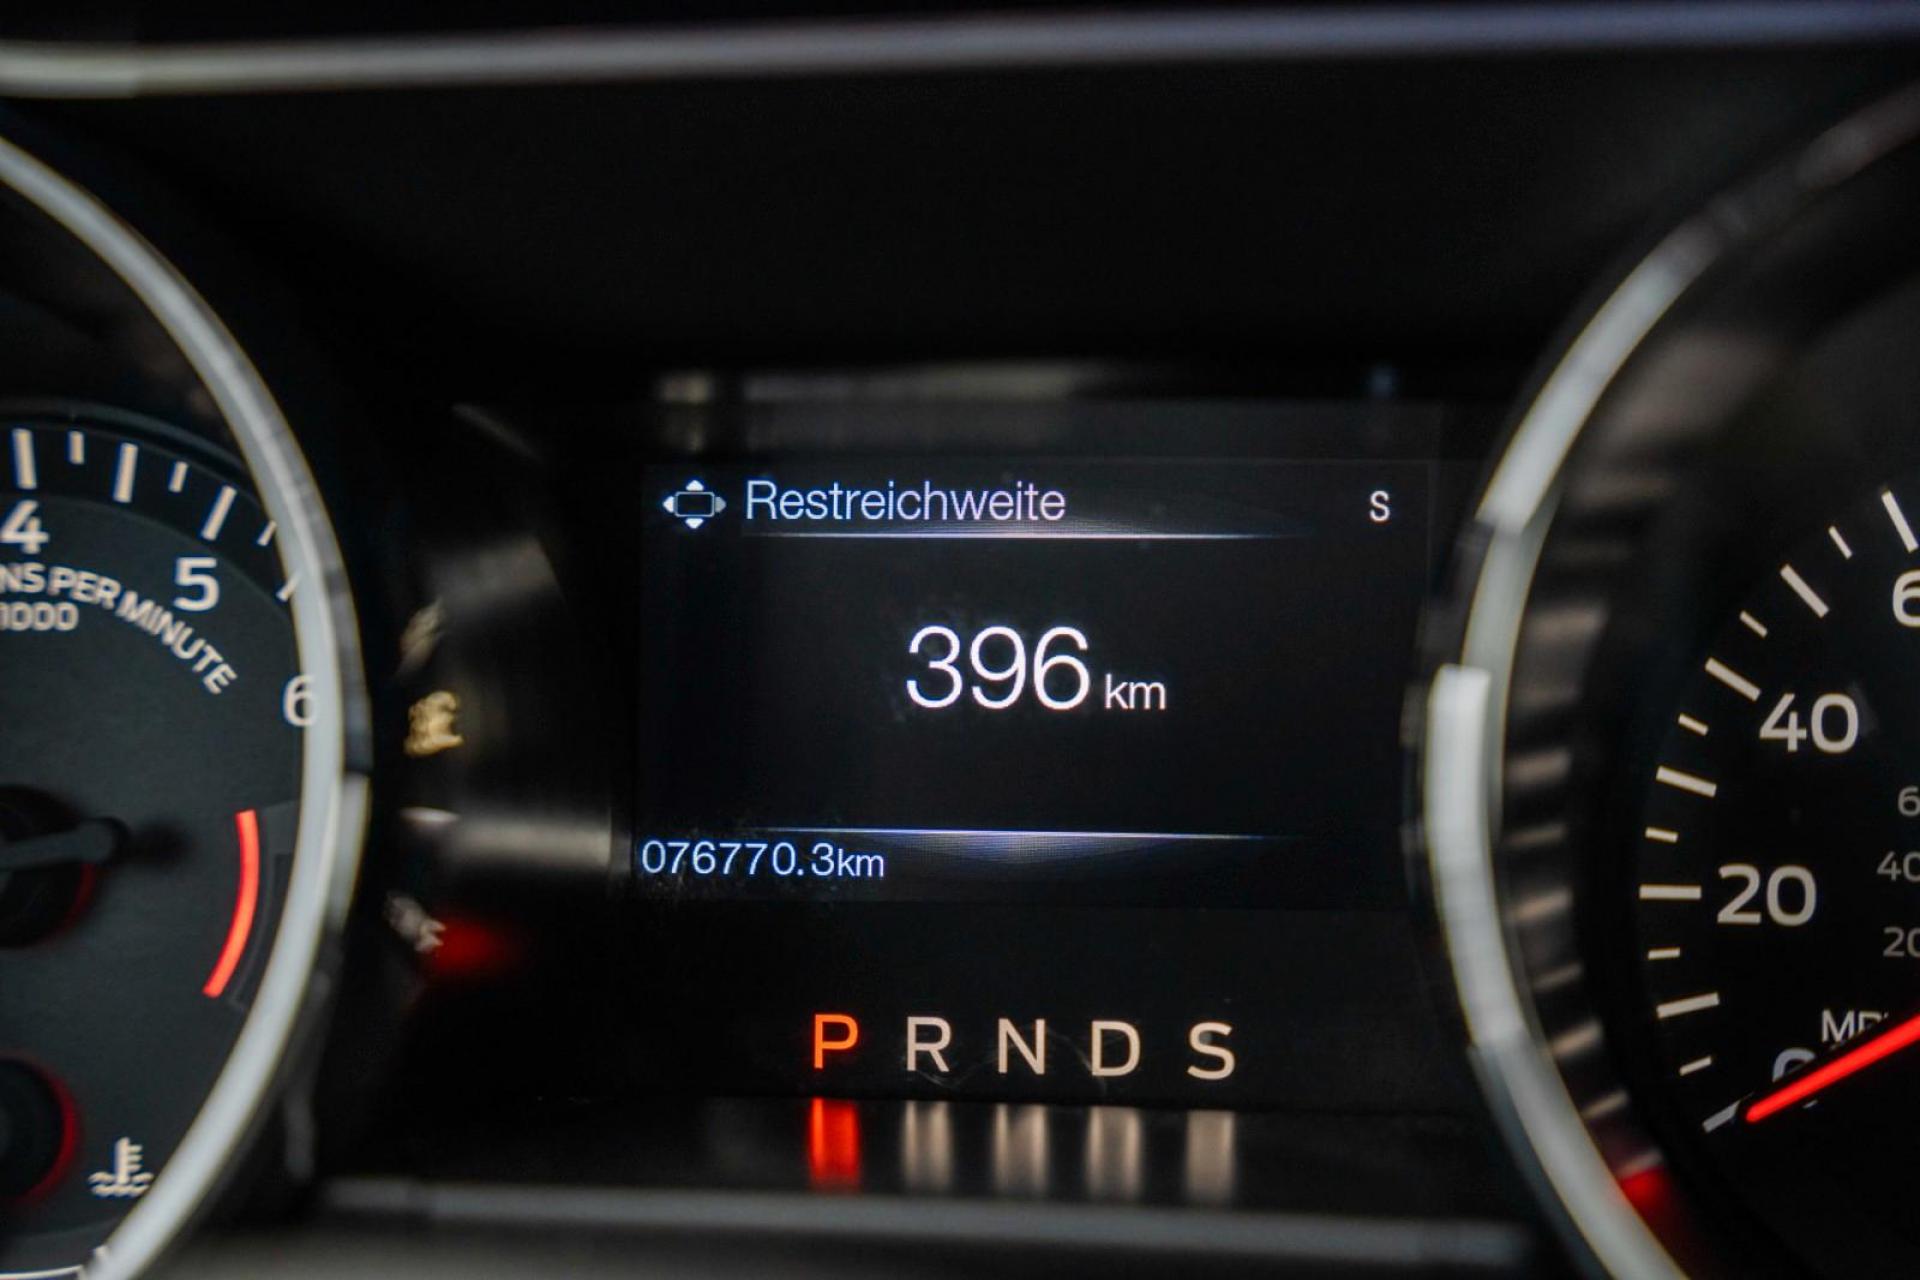 Restreichweite S
396 km
076770.3km
P R N D S
4 5 6
NS PER MINUTE
1000
40
20